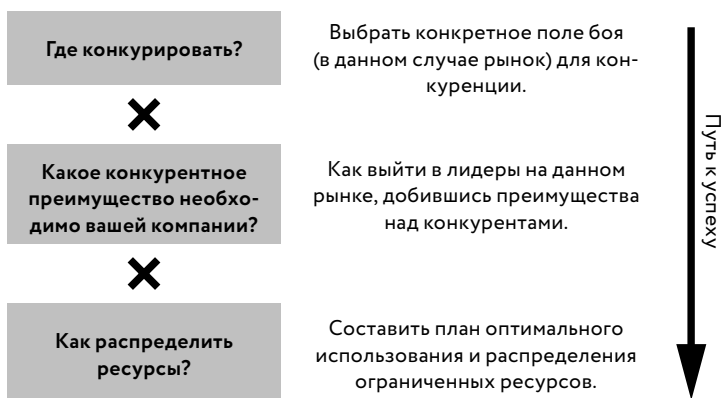 Где конкурировать?
Выбрать конкретное поле боя
(в данном случае рынок) для кон-
куренции.
Какое конкурентное
преимущество необхо-
димо вашей компании?
Как выйти в лидеры на данном
рынке, добившись преимущества
над конкурентами.
Как распределить
ресурсы?
Составить план оптимального
использования и распределения
ограниченных ресурсов.
Путь к успеху